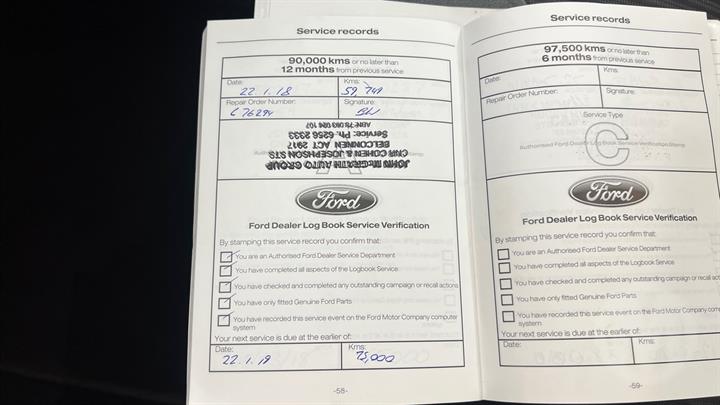 Service records
90,000 kms or no later than
12 months from previous service
Date:
22.1.18
Kms:
59,749
Repair Order Number:
C76294
Signature:
JOHN McGRATH AUTO GROUP
CNR COHEN & JOSEPHSON STS
BELCONNEN ACT 2617
Service: Ph. 6256 2333
Ford
Ford Dealer Log Book Service Verification
By stamping this service record you confirm that:
You are an Authorised Ford Dealer Service Department
You have completed all aspects of the Logbook Service
You have checked and completed any outstanding campaign or recall actions
You have only fitted Genuine Ford Parts
You have recorded this service event on the Ford Motor Company computer
system
Your next service is due at the earlier of:
Date:
22.1.19
Kms:
75,000
-58-
Service records
97,500 kms or no later than
6 months from previous service
Date:
Kms:
Repair Order Number:
Signature:
Service Type
C
Authorised Ford Dealer Log Book Service Verification Stamp
Ford
Ford Dealer Log Book Service Verification
By stamping this service record you confirm that:
You are an Authorised Ford Dealer Service Department
You have completed all aspects of the Logbook Service
You have checked and completed any outstanding campaign or recall act
You have only fitted Genuine Ford Parts
You have recorded this service event on the Ford Motor Company com
system
Your next service is due at the earlier of:
Date:
Kms:
-59-